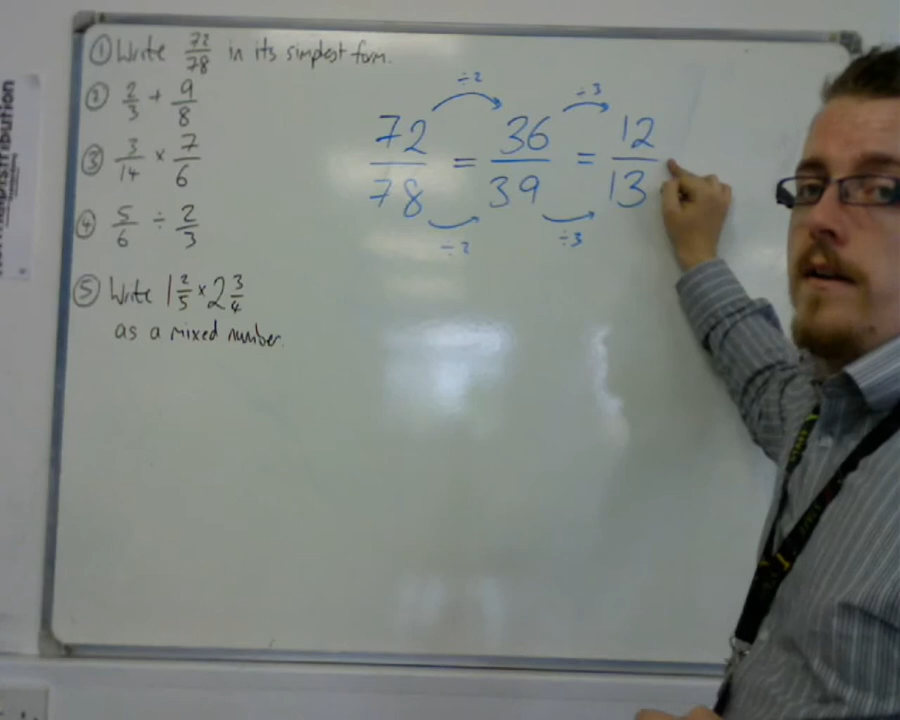 ① Write 72/78 in its simplest form.
② 2/3 + 9/8
③ 3/14 × 7/6
④ 5/6 ÷ 2/3
⑤ Write 1 2/5 × 2 3/4
as a mixed number.
÷2 ÷3
72/78 = 36/39 = 12/13
÷2 ÷3